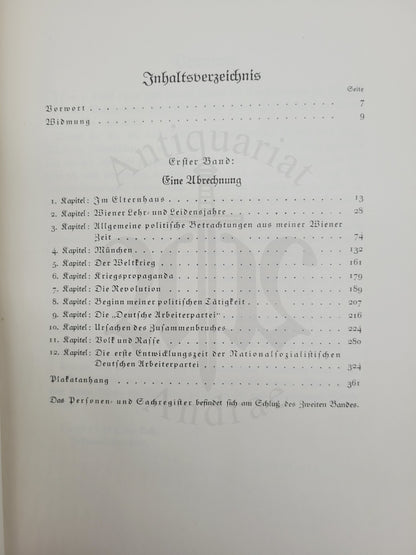 Inhaltsverzeichnis
Seite
Vorwort . . . . . . . . . . . . . . . . . . . . 7
Widmung . . . . . . . . . . . . . . . . . . . . 9
Antiquariat
Erster Band:
Eine Abrechnung
1. Kapitel: Im Elternhaus . . . . . . . . . . . . . 13
2. Kapitel: Wiener Lehr- und Leidensjahre . . . . . . . 28
3. Kapitel: Allgemeine politische Betrachtungen aus meiner Wiener
Zeit . . . . . . . . . . . . . . . . . . 74
4. Kapitel: München . . . . . . . . . . . . . . . 132
5. Kapitel: Der Weltkrieg . . . . . . . . . . . . . 161
6. Kapitel: Kriegspropaganda . . . . . . . . . . . . 179
7. Kapitel: Die Revolution . . . . . . . . . . . . . 189
8. Kapitel: Beginn meiner politischen Tätigkeit . . . . . . 207
9. Kapitel: Die „Deutsche Arbeiterpartei“ . . . . . . . . 216
10. Kapitel: Ursachen des Zusammenbruches . . . . . . . 224
11. Kapitel: Volk und Rasse . . . . . . . . . . . . . 280
12. Kapitel: Die erste Entwicklungszeit der Nationalsozialistischen
Deutschen Arbeiterpartei . . . . . . . . . . . 324
Plakatanhang . . . . . . . . . . . . . . . . . . 361
Das Personen- und Sachregister befindet sich am Schluß des Zweiten Bandes.
Andràs